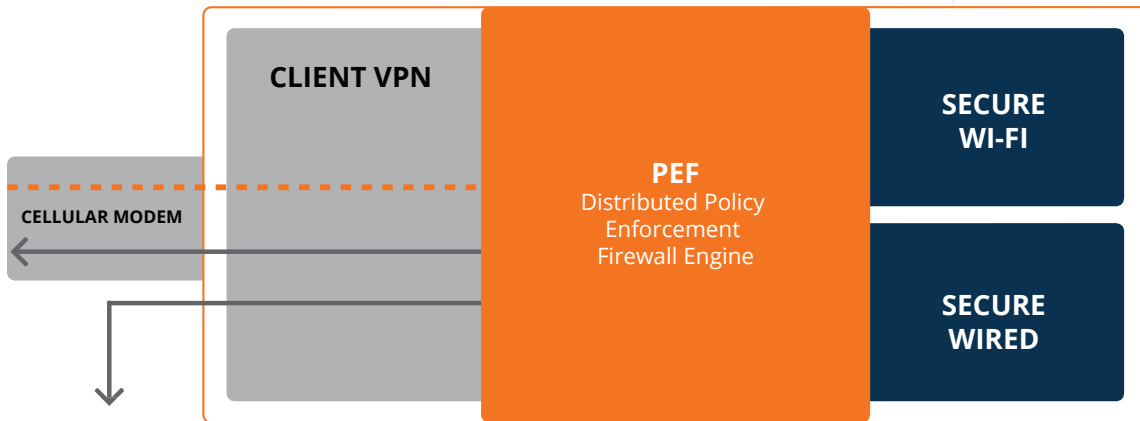 CLIENT VPN
CELLULAR MODEM
PEF
Distributed Policy
Enforcement
Firewall Engine
SECURE
WI-FI
SECURE
WIRED